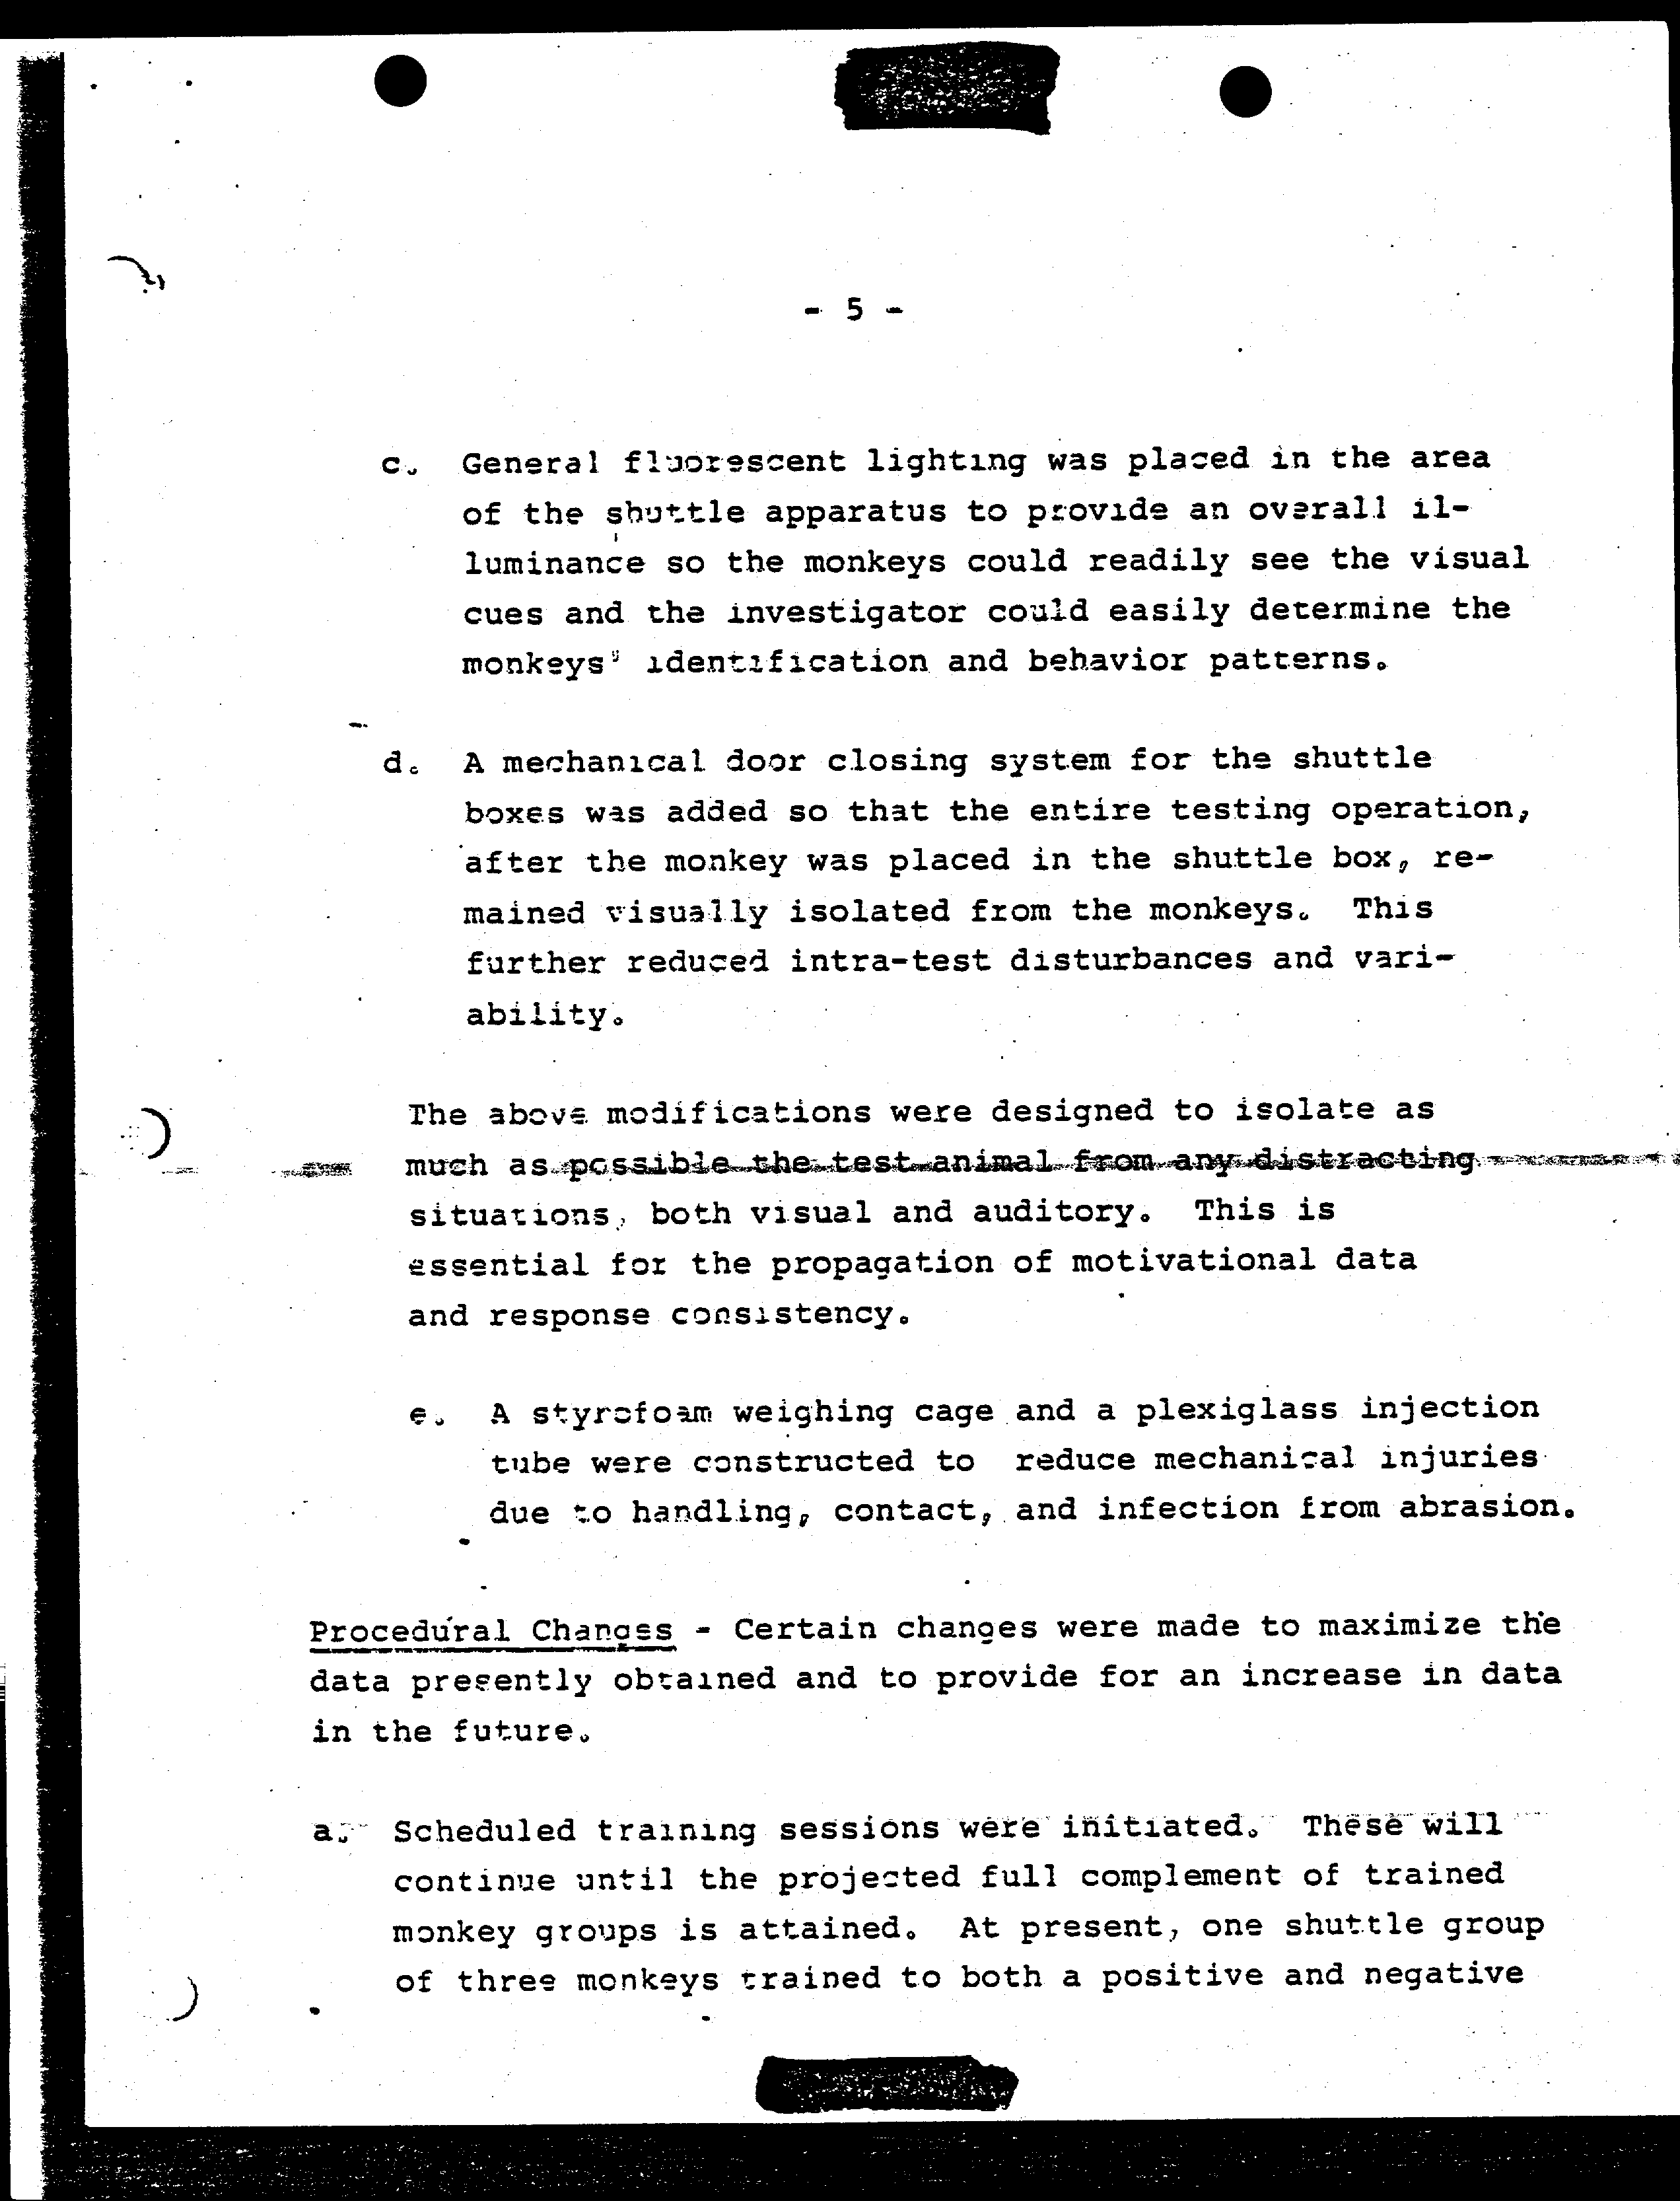 - 5 -
c. General fluorescent lighting was placed in the area
of the shuttle apparatus to provide an overall il-
luminance so the monkeys could readily see the visual
cues and the investigator could easily determine the
monkeys' identification and behavior patterns.
d. A mechanical door closing system for the shuttle
boxes was added so that the entire testing operation,
after the monkey was placed in the shuttle box, re-
mained visually isolated from the monkeys. This
further reduced intra-test disturbances and vari-
ability.
The above modifications were designed to isolate as
much as possible the test animal from any distracting
situations, both visual and auditory. This is
essential for the propagation of motivational data
and response consistency.
e. A styrofoam weighing cage and a plexiglass injection
tube were constructed to reduce mechanical injuries
due to handling, contact, and infection from abrasion.
Procedural Changes - Certain changes were made to maximize the
data presently obtained and to provide for an increase in data
in the future.
a. Scheduled training sessions were initiated. These will
continue until the projected full complement of trained
monkey groups is attained. At present, one shuttle group
of three monkeys trained to both a positive and negative